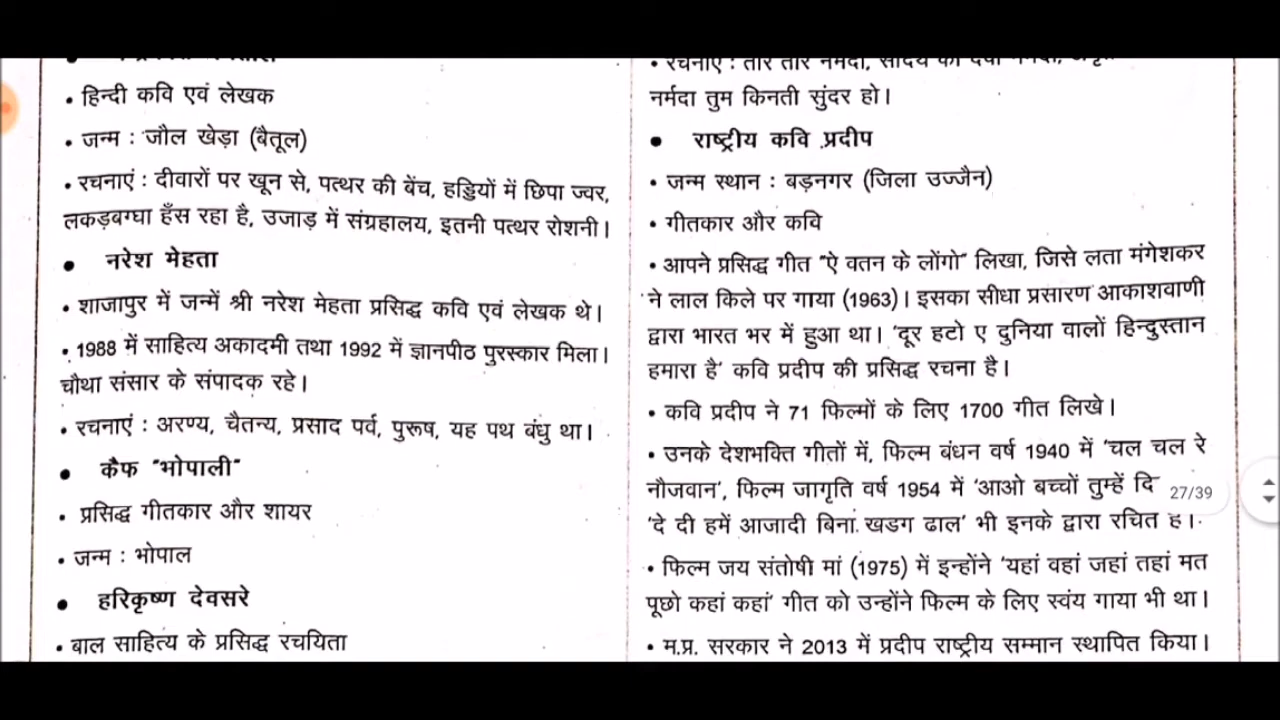 • हिन्दी कवि एवं लेखक
• जन्म : जौल खेड़ा (बैतूल)
• रचनाएं : दीवारों पर खून से, पत्थर की बेंच, हड्डियों में छिपा ज्वर,
लकड़बग्घा हँस रहा है, उजाड़ में संग्रहालय, इतनी पत्थर रोशनी।
• नरेश मेहता
• शाजापुर में जन्में श्री नरेश मेहता प्रसिद्ध कवि एवं लेखक थे।
• 1988 में साहित्य अकादमी तथा 1992 में ज्ञानपीठ पुरस्कार मिला।
चौथा संसार के संपादक रहे।
• रचनाएं : अरण्य, चैतन्य, प्रसाद पर्व, पुरूष, यह पथ बंधु था।
• कैफ "भोपाली"
• प्रसिद्ध गीतकार और शायर
• जन्म : भोपाल
• हरिकृष्ण देवसरे
• बाल साहित्य के प्रसिद्ध रचयिता
• रचनाएं : तीर तीर नर्मदा,
नर्मदा तुम किनती सुंदर हो।
• राष्ट्रीय कवि प्रदीप
• जन्म स्थान : बड़नगर (जिला उज्जैन)
• गीतकार और कवि
• आपने प्रसिद्ध गीत "ऐ वतन के लोंगो" लिखा, जिसे लता मंगेशकर
ने लाल किले पर गाया (1963)। इसका सीधा प्रसारण आकाशवाणी
द्वारा भारत भर में हुआ था। 'दूर हटो ए दुनिया वालों हिन्दुस्तान
हमारा है' कवि प्रदीप की प्रसिद्ध रचना है।
• कवि प्रदीप ने 71 फिल्मों के लिए 1700 गीत लिखे।
• उनके देशभक्ति गीतों में, फिल्म बंधन वर्ष 1940 में 'चल चल रे
नौजवान', फिल्म जागृति वर्ष 1954 में 'आओ बच्चों तुम्हें दि
27/39
'दे दी हमें आजादी बिना खडग ढाल' भी इनके द्वारा रचित ह।
• फिल्म जय संतोषी मां (1975) में इन्होंने 'यहां वहां जहां तहां मत
पूछो कहां कहां' गीत को उन्होंने फिल्म के लिए स्वंय गाया भी था।
• म.प्र. सरकार ने 2013 में प्रदीप राष्ट्रीय सम्मान स्थापित किया।